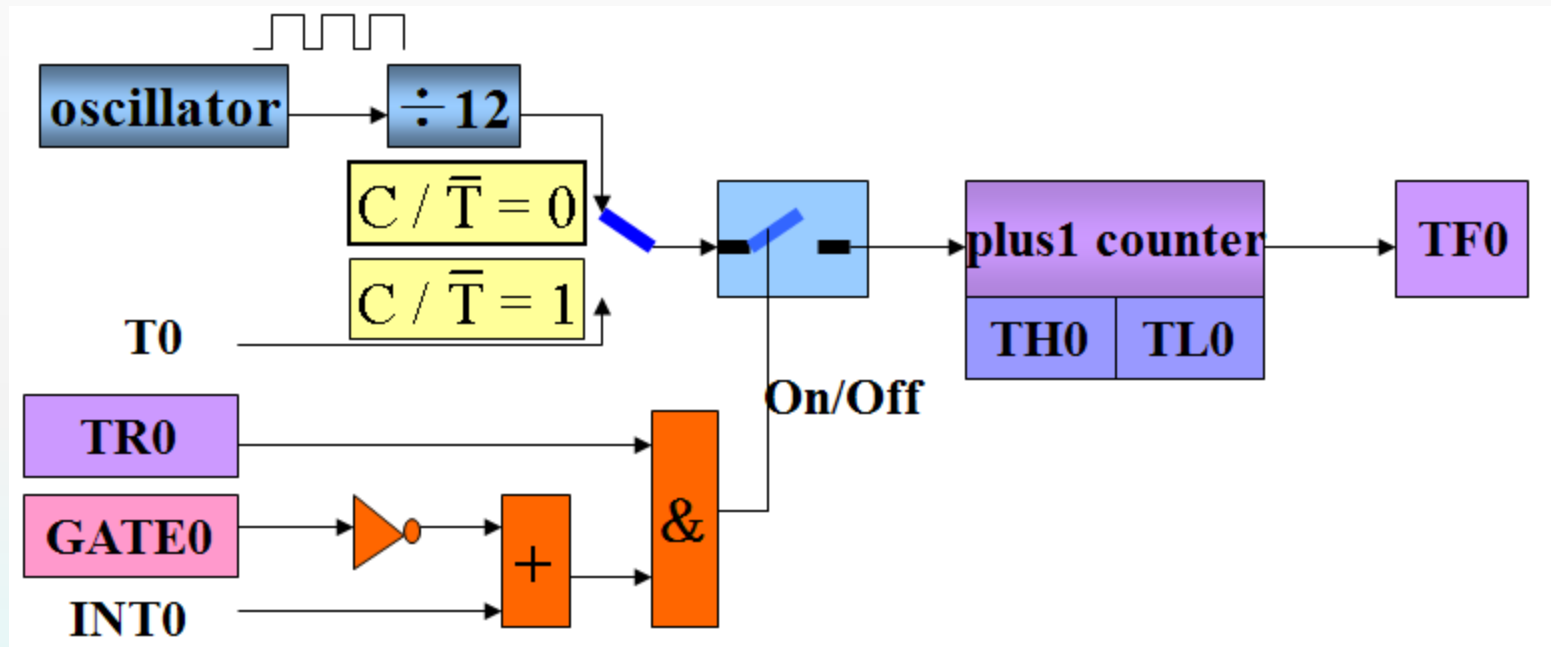 oscillator
÷12
C / T̅ = 0
C / T̅ = 1
T0
plus1 counter
TH0
TL0
TF0
On/Off
TR0
GATE0
INT0
+
&